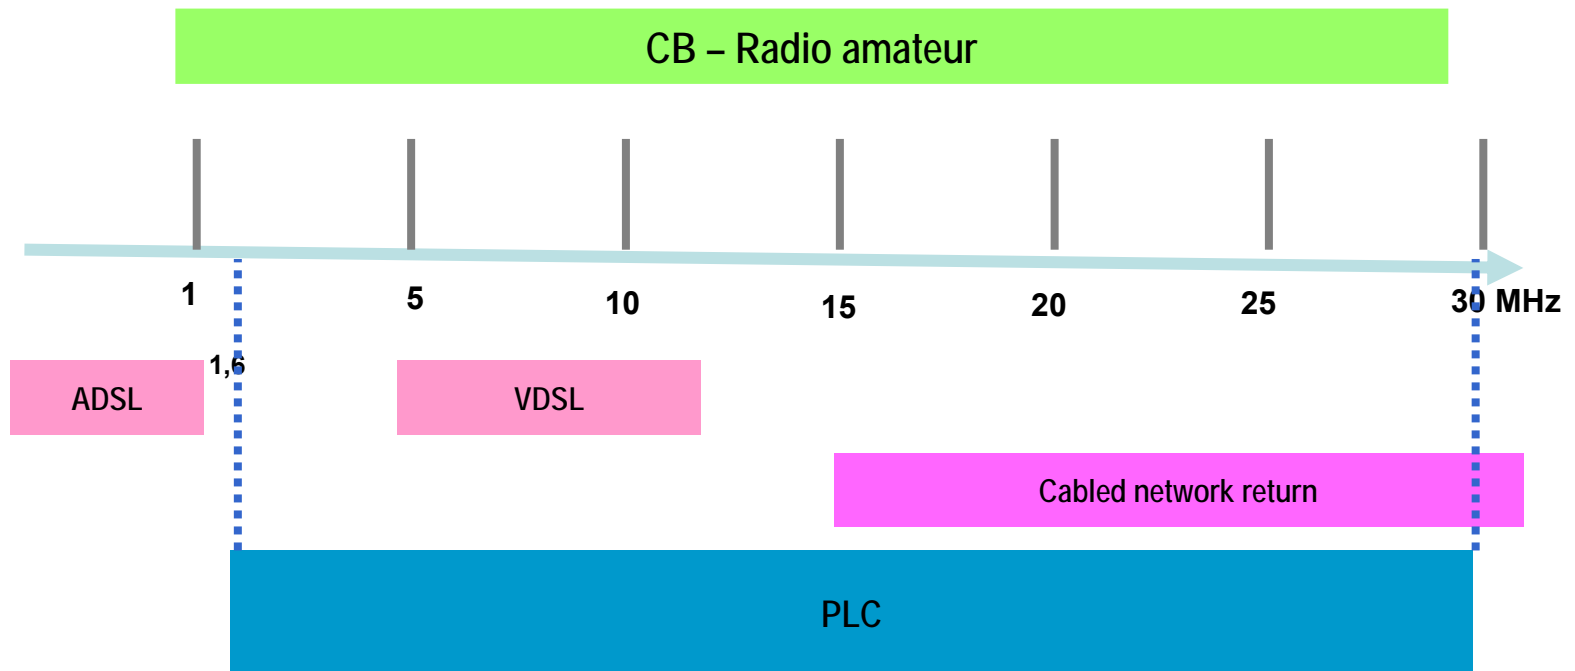 CB – Radio amateur
1 5 10 15 20 25 30 MHz
1,6
ADSL VDSL
Cabled network return
PLC